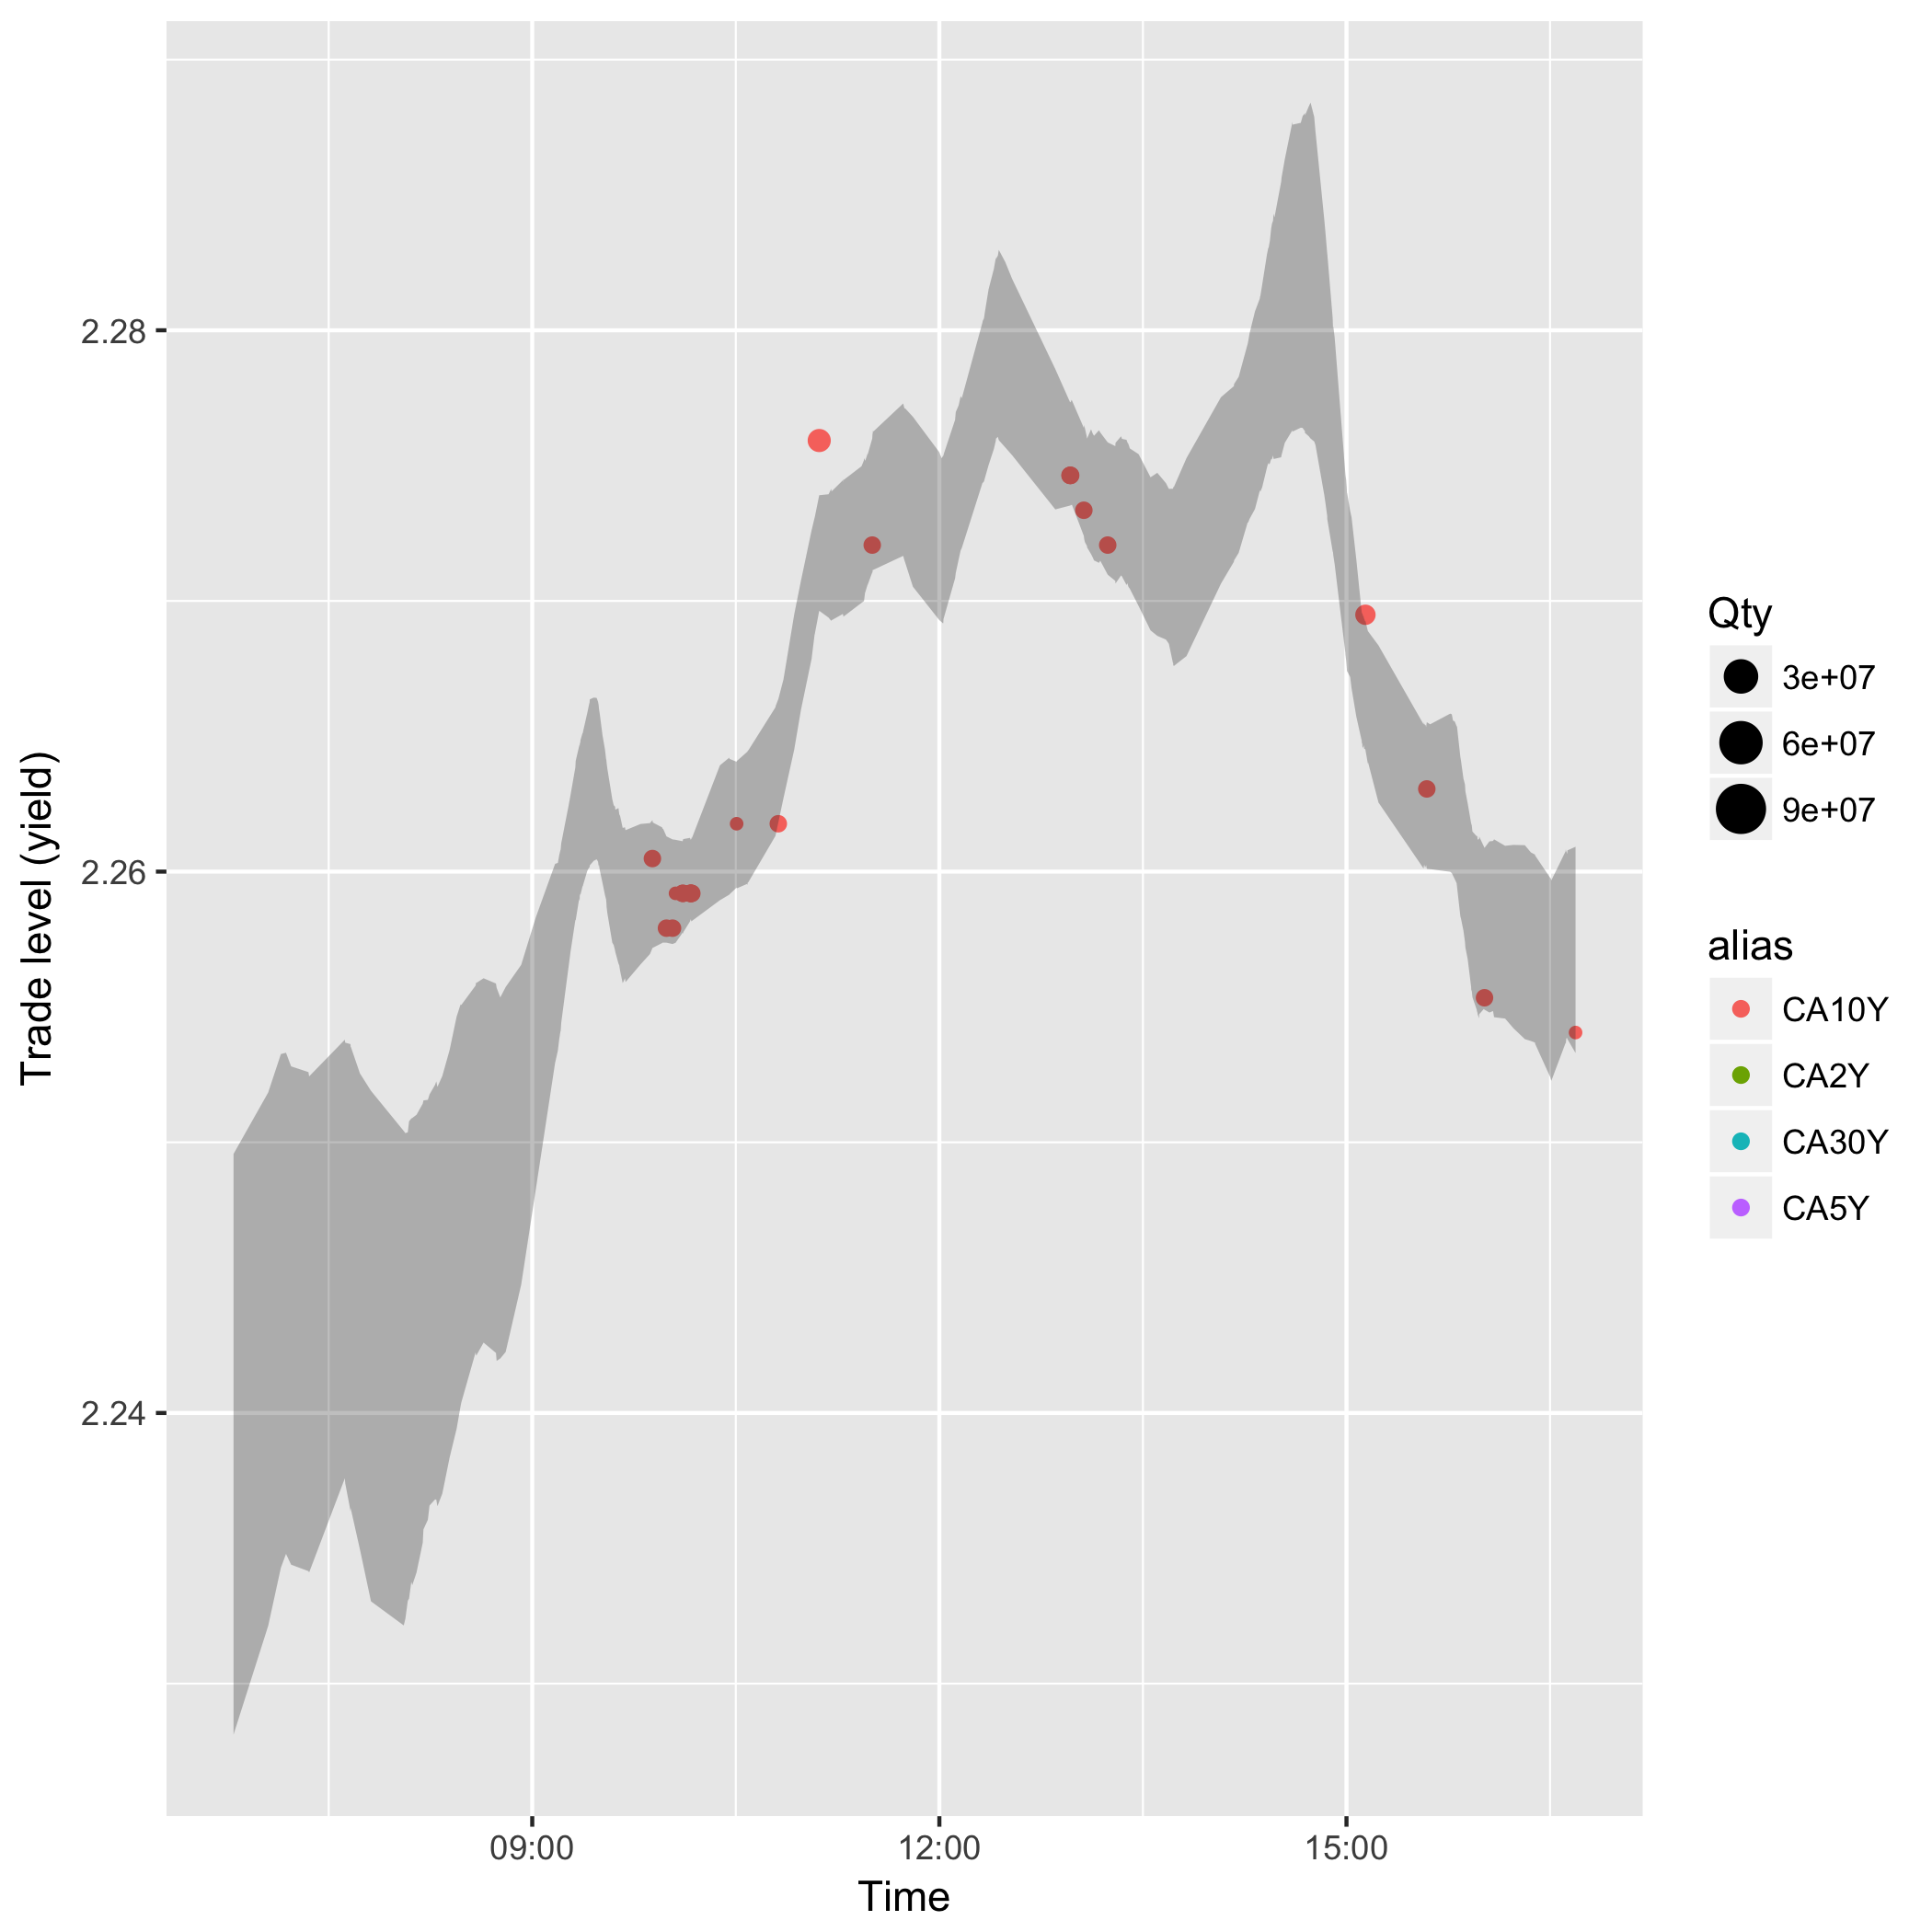 Trade level (yield)
2.28
2.26
2.24
09:00
12:00
15:00
Time
Qty
3e+07
6e+07
9e+07
alias
CA10Y
CA2Y
CA30Y
CA5Y